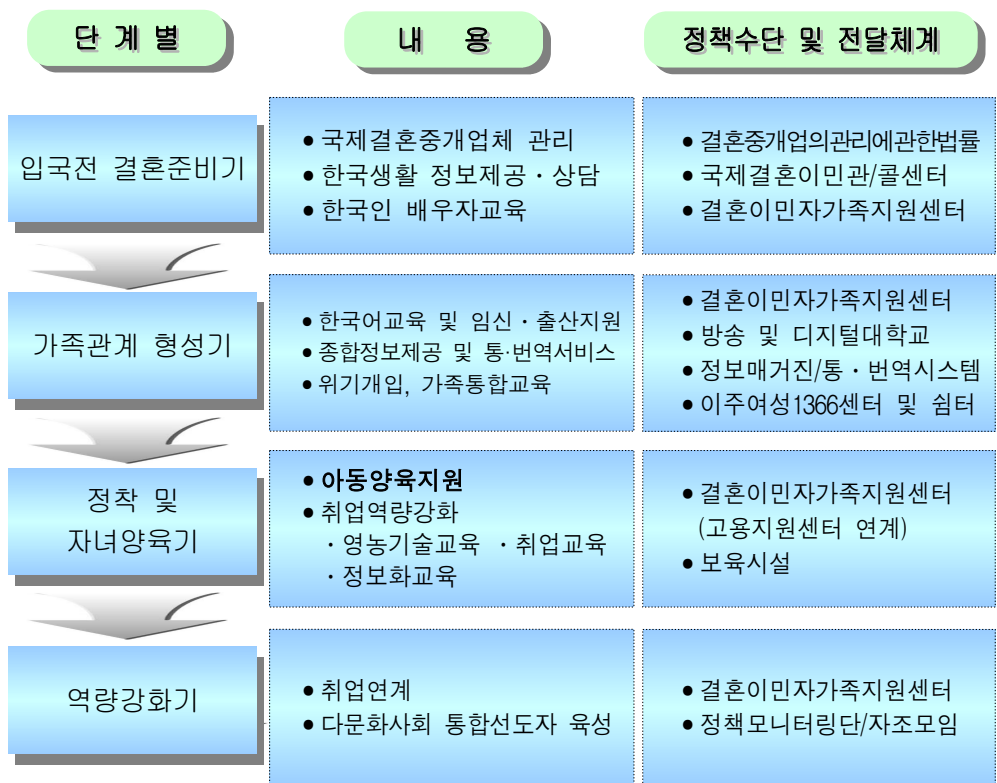 단 계 별
내 용
정책수단 및 전달체계
입국전 결혼준비기
● 국제결혼중개업체 관리
● 한국생활 정보제공 · 상담
● 한국인 배우자교육
● 결혼중개업의관리에관한법률
● 국제결혼이민관/콜센터
● 결혼이민자가족지원센터
가족관계 형성기
● 한국어교육 및 임신 · 출산지원
● 종합정보제공 및 통·번역서비스
● 위기개입, 가족통합교육
● 결혼이민자가족지원센터
● 방송 및 디지털대학교
● 정보매거진/통 · 번역시스템
● 이주여성1366센터 및 쉼터
정착 및
자녀양육기
● 아동양육지원
● 취업역량강화
· 영농기술교육 · 취업교육
· 정보화교육
● 결혼이민자가족지원센터
(고용지원센터 연계)
● 보육시설
역량강화기
● 취업연계
● 다문화사회 통합선도자 육성
● 결혼이민자가족지원센터
● 정책모니터링단/자조모임